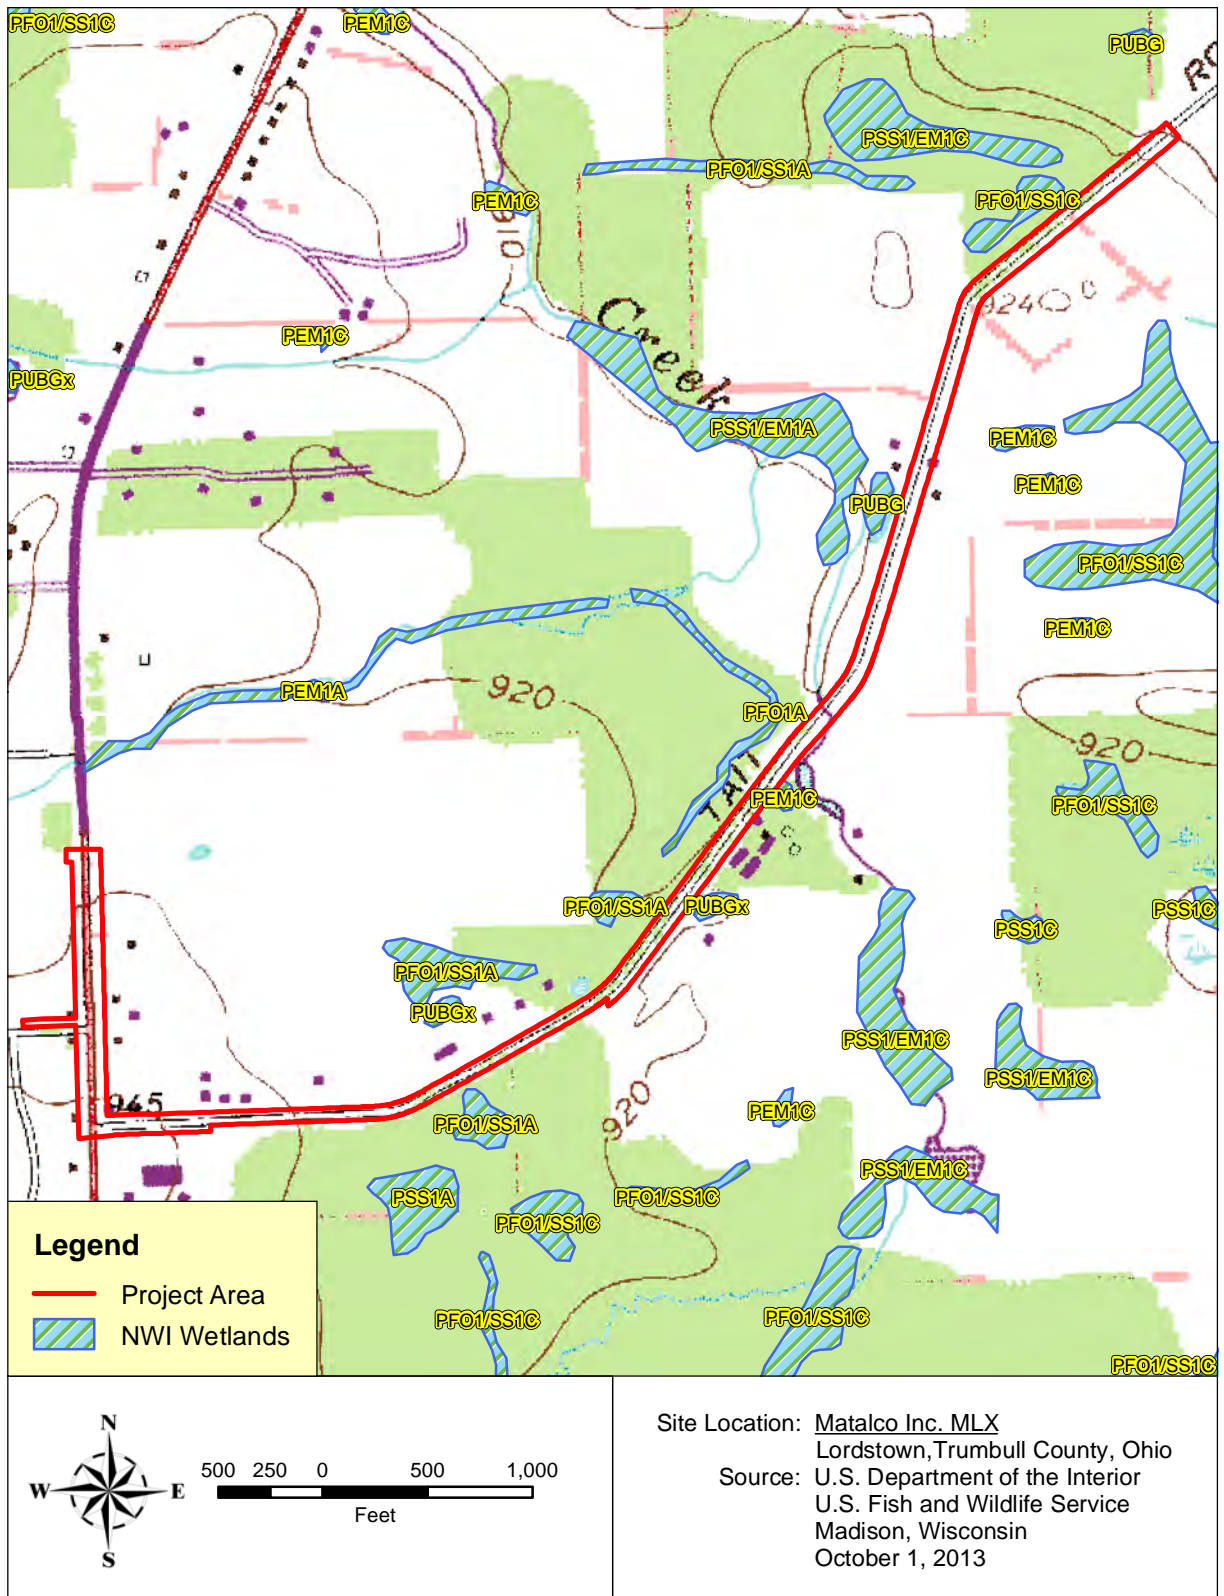 PFO1/SS1C
PEM1C
PUBG
RO
PSS1/EM1C
PFO1/SS1A
PEM1C
PFO1/SS1C
910
924
Creek
PEM1C
PUBGx
PSS1/EM1A
PEM1C
PEM1C
PUBG
PFO1/SS1C
PEM1C
PEM1A
920
PFO1A
920
TAIT
PEM1C
PFO1/SS1C
PFO1/SS1A
PUBGx
PSS1C
PSS1C
PFO1/SS1A
PUBGx
PSS1/EM1C
PSS1/EM1C
945
PFO1/SS1A
920
PEM1C
PSS1A
PFO1/SS1C
PSS1/EM1C
PFO1/SS1C
PFO1/SS1C
PFO1/SS1C
PFO1/SS1C
Legend
Project Area
NWI Wetlands
N
W E
S
500 250 0 500 1,000
Feet
Site Location: Matalco Inc. MLX
Lordstown,Trumbull County, Ohio
Source: U.S. Department of the Interior
U.S. Fish and Wildlife Service
Madison, Wisconsin
October 1, 2013